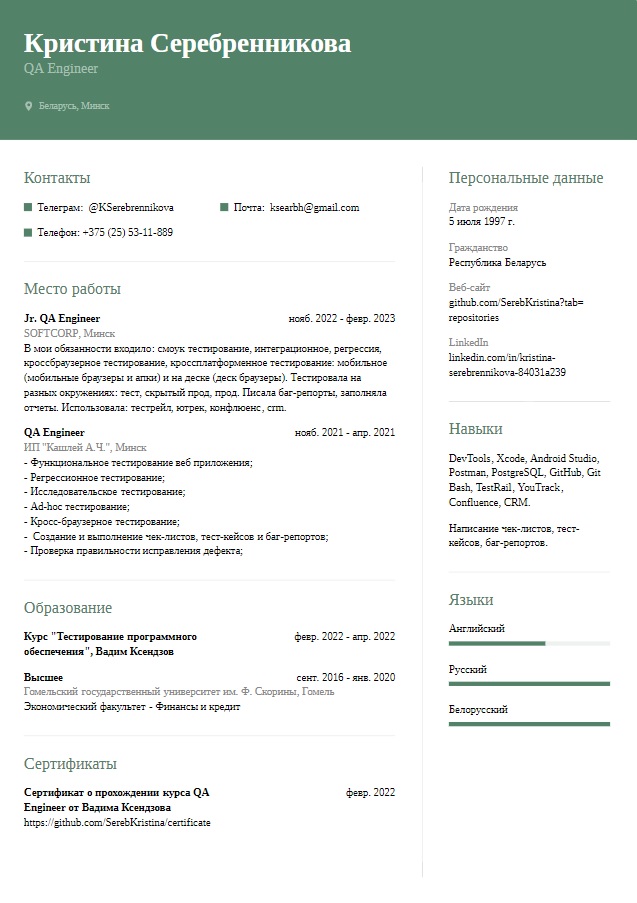 Кристина Серебренникова
QA Engineer
Беларусь, Минск
Контакты
Телеграм: @KSerebrennikova
Почта: ksearbh@gmail.com
Телефон: +375 (25) 53-11-889
Место работы
Jr. QA Engineer нояб. 2022 - февр. 2023
SOFTCORP, Минск
В мои обязанности входило: смоук тестирование, интеграционное, регрессия,
кроссбраузерное тестирование, кроссплатформенное тестирование: мобильное
(мобильные браузеры и апки) и на деске (деск браузеры). Тестировала на
разных окружениях: тест, скрытый прод, прод. Писала баг-репорты, заполняла
отчеты. Использовала: тестрейл, ютрек, конфлюенс, crm.
QA Engineer нояб. 2021 - апр. 2021
ИП "Кашлей А.Ч.", Минск
- Функциональное тестирование веб приложения;
- Регрессионное тестирование;
- Исследовательское тестирование;
- Ad-hoc тестирование;
- Кросс-браузерное тестирование;
- Создание и выполнение чек-листов, тест-кейсов и баг-репортов;
- Проверка правильности исправления дефекта;
Образование
Курс "Тестирование программного февр. 2022 - апр. 2022
обеспечения", Вадим Ксендзов
Высшее сент. 2016 - янв. 2020
Гомельский государственный университет им. Ф. Скорины, Гомель
Экономический факультет - Финансы и кредит
Сертификаты
Сертификат о прохождении курса QA февр. 2022
Engineer от Вадима Ксендзова
https://github.com/SerebKristina/certificate
Персональные данные
Дата рождения
5 июля 1997 г.
Гражданство
Республика Беларусь
Веб-сайт
github.com/SerebKristina?tab=
repositories
LinkedIn
linkedin.com/in/kristina-
serebrennikova-84031a239
Навыки
DevTools, Xcode, Android Studio,
Postman, PostgreSQL, GitHub, Git
Bash, TestRail, YouTrack,
Confluence, CRM.
Написание чек-листов, тест-
кейсов, баг-репортов.
Языки
Английский
Русский
Белорусский